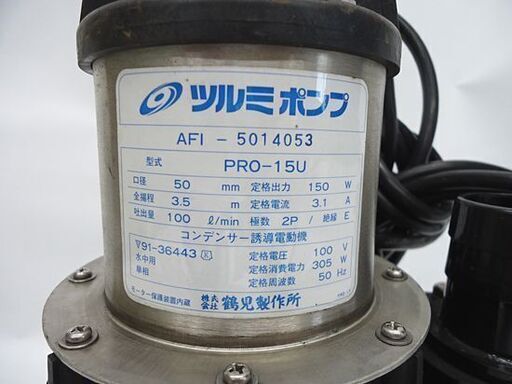 ツルミポンプ
AFI - 5014053
型式 PRO-15U
口径 50 mm 定格出力 150 W
全揚程 3.5 m 定格電流 3.1 A
吐出量 100 ℓ/min 極数 2P / 絶縁 E
コンデンサー誘導電動機
▽91-36443 K 定格電圧 100 V
水中用 定格消費電力 305 W
単相 定格周波数 50 Hz
モーター保護装置内蔵 株式会社 鶴見製作所